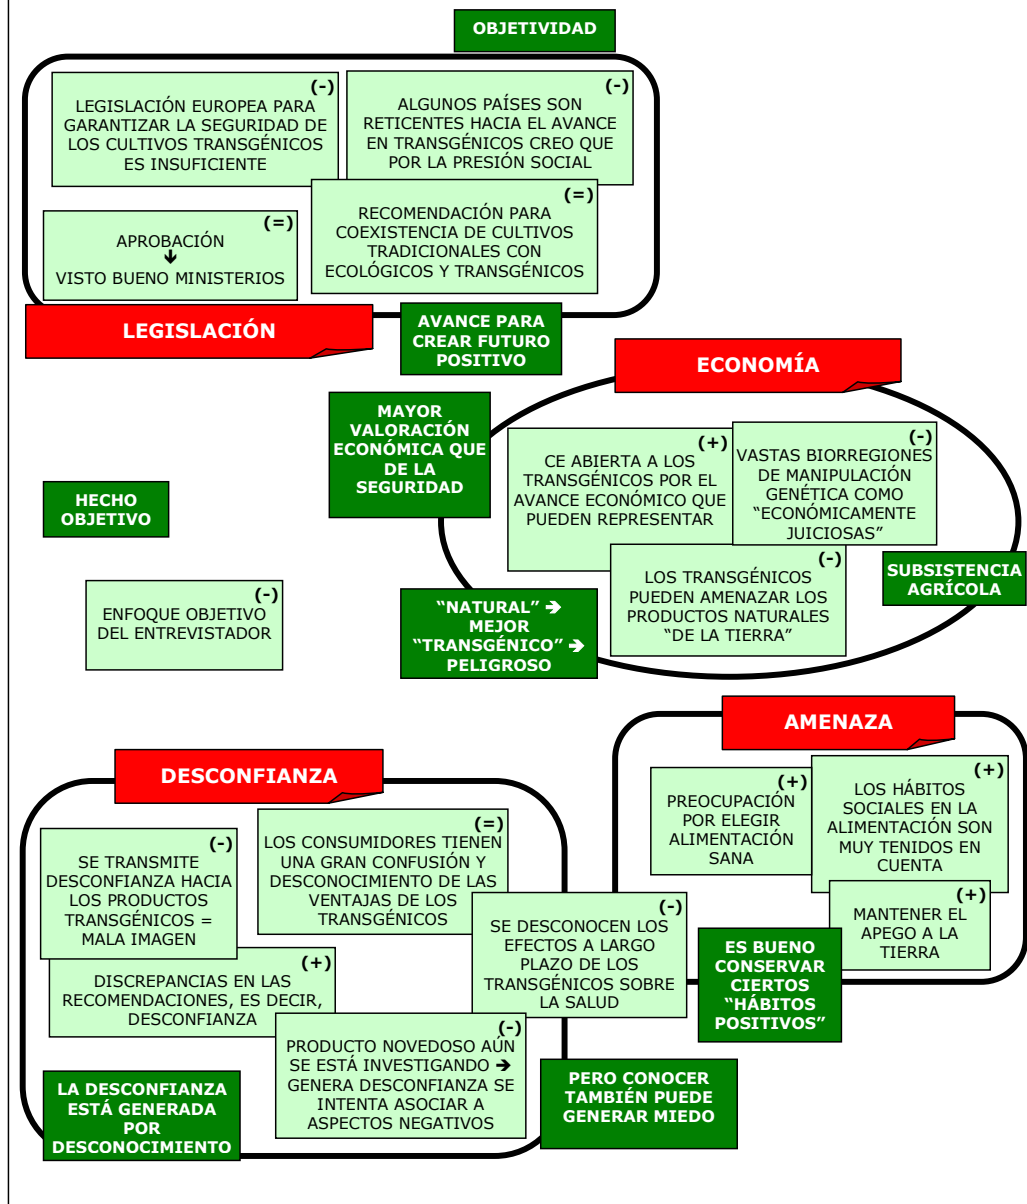 OBJETIVIDAD
(-)
LEGISLACIÓN EUROPEA PARA
GARANTIZAR LA SEGURIDAD DE
LOS CULTIVOS TRANSGÉNICOS
ES INSUFICIENTE
(-)
ALGUNOS PAÍSES SON
RETICENTES HACIA EL AVANCE
EN TRANSGÉNICOS CREO QUE
POR LA PRESIÓN SOCIAL
(=)
APROBACIÓN
🡻
VISTO BUENO MINISTERIOS
(=)
RECOMENDACIÓN PARA
COEXISTENCIA DE CULTIVOS
TRADICIONALES CON
ECOLÓGICOS Y TRANSGÉNICOS
LEGISLACIÓN
AVANCE PARA
CREAR FUTURO
POSITIVO
ECONOMÍA
MAYOR
VALORACIÓN
ECONÓMICA QUE
DE LA
SEGURIDAD
(+)
CE ABIERTA A LOS
TRANSGÉNICOS POR EL
AVANCE ECONÓMICO QUE
PUEDEN REPRESENTAR
(-)
VASTAS BIORREGIONES
DE MANIPULACIÓN
GENÉTICA COMO
“ECONÓMICAMENTE
JUICIOSAS”
HECHO
OBJETIVO
(-)
LOS TRANSGÉNICOS
PUEDEN AMENAZAR LOS
PRODUCTOS NATURALES
“DE LA TIERRA”
SUBSISTENCIA
AGRÍCOLA
(-)
ENFOQUE OBJETIVO
DEL ENTREVISTADOR
“NATURAL” ➔
MEJOR
“TRANSGÉNICO” ➔
PELIGROSO
AMENAZA
(+)
PREOCUPACIÓN
POR ELEGIR
ALIMENTACIÓN
SANA
(+)
LOS HÁBITOS
SOCIALES EN LA
ALIMENTACIÓN SON
MUY TENIDOS EN
CUENTA
(+)
MANTENER EL
APEGO A LA
TIERRA
ES BUENO
CONSERVAR
CIERTOS
“HÁBITOS
POSITIVOS”
DESCONFIANZA
(-)
SE TRANSMITE
DESCONFIANZA HACIA
LOS PRODUCTOS
TRANSGÉNICOS =
MALA IMAGEN
(=)
LOS CONSUMIDORES TIENEN
UNA GRAN CONFUSIÓN Y
DESCONOCIMIENTO DE LAS
VENTAJAS DE LOS
TRANSGÉNICOS
(-)
SE DESCONOCEN LOS
EFECTOS A LARGO
PLAZO DE LOS
TRANSGÉNICOS SOBRE
LA SALUD
(+)
DISCREPANCIAS EN LAS
RECOMENDACIONES, ES DECIR,
DESCONFIANZA
(-)
PRODUCTO NOVEDOSO AÚN
SE ESTÁ INVESTIGANDO ➔
GENERA DESCONFIANZA SE
INTENTA ASOCIAR A
ASPECTOS NEGATIVOS
LA DESCONFIANZA
ESTÁ GENERADA
POR
DESCONOCIMIENTO
PERO CONOCER
TAMBIÉN PUEDE
GENERAR MIEDO